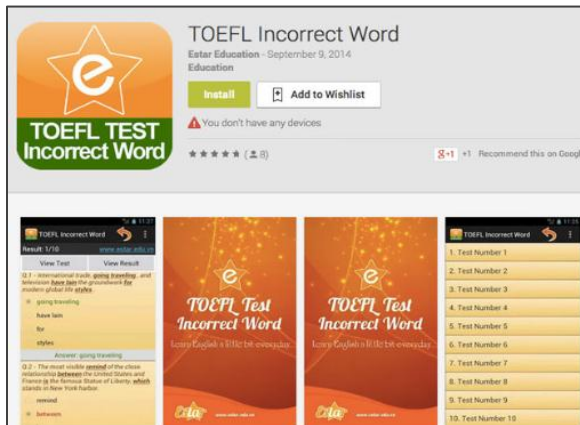 TOEFL Incorrect Word
Estar Education - September 9, 2014
Education
Install
Add to Wishlist
You don't have any devices
(8)
g+1 +1 Recommend this on Googl
e
TOEFL TEST
Incorrect Word
11:27
TOEFL Incorrect Word
Result: 1/10 www.estar.edu.vn
View Test View Result
Q.1 - International trade, going traveling, and
television have lain the groundwork for
modern global life styles.
going traveling
have lain
for
styles
Answer: going traveling
Q.2 - The most visible remind of the close
relationship between the United States and
France is the famous Statue of Liberty, which
stands in New York harbor.
remind
between
e
TOEFL Test
Incorrect Word
Learn English a little bit everyday
www.estar.edu.vn
e
TOEFL Test
Incorrect Word
Learn English a little bit everyday
www.estar.edu.vn
TOEFL Incorrect Word
1. Test Number 1
2. Test Number 2
3. Test Number 3
4. Test Number 4
5. Test Number 5
6. Test Number 6
7. Test Number 7
8. Test Number 8
9. Test Number 9
10. Test Number 10